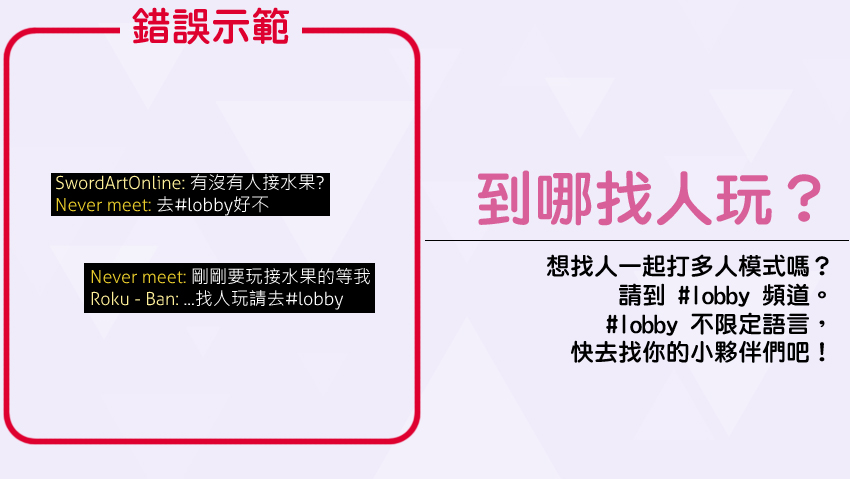 錯誤示範
SwordArtOnline: 有沒有人接水果?
Never meet: 去#lobby好不
Never meet: 剛剛要玩接水果的等我
Roku - Ban: ...找人玩請去#lobby
到哪找人玩？
想找人一起打多人模式嗎？
請到 #lobby 頻道。
#lobby 不限定語言，
快去找你的小夥伴們吧！